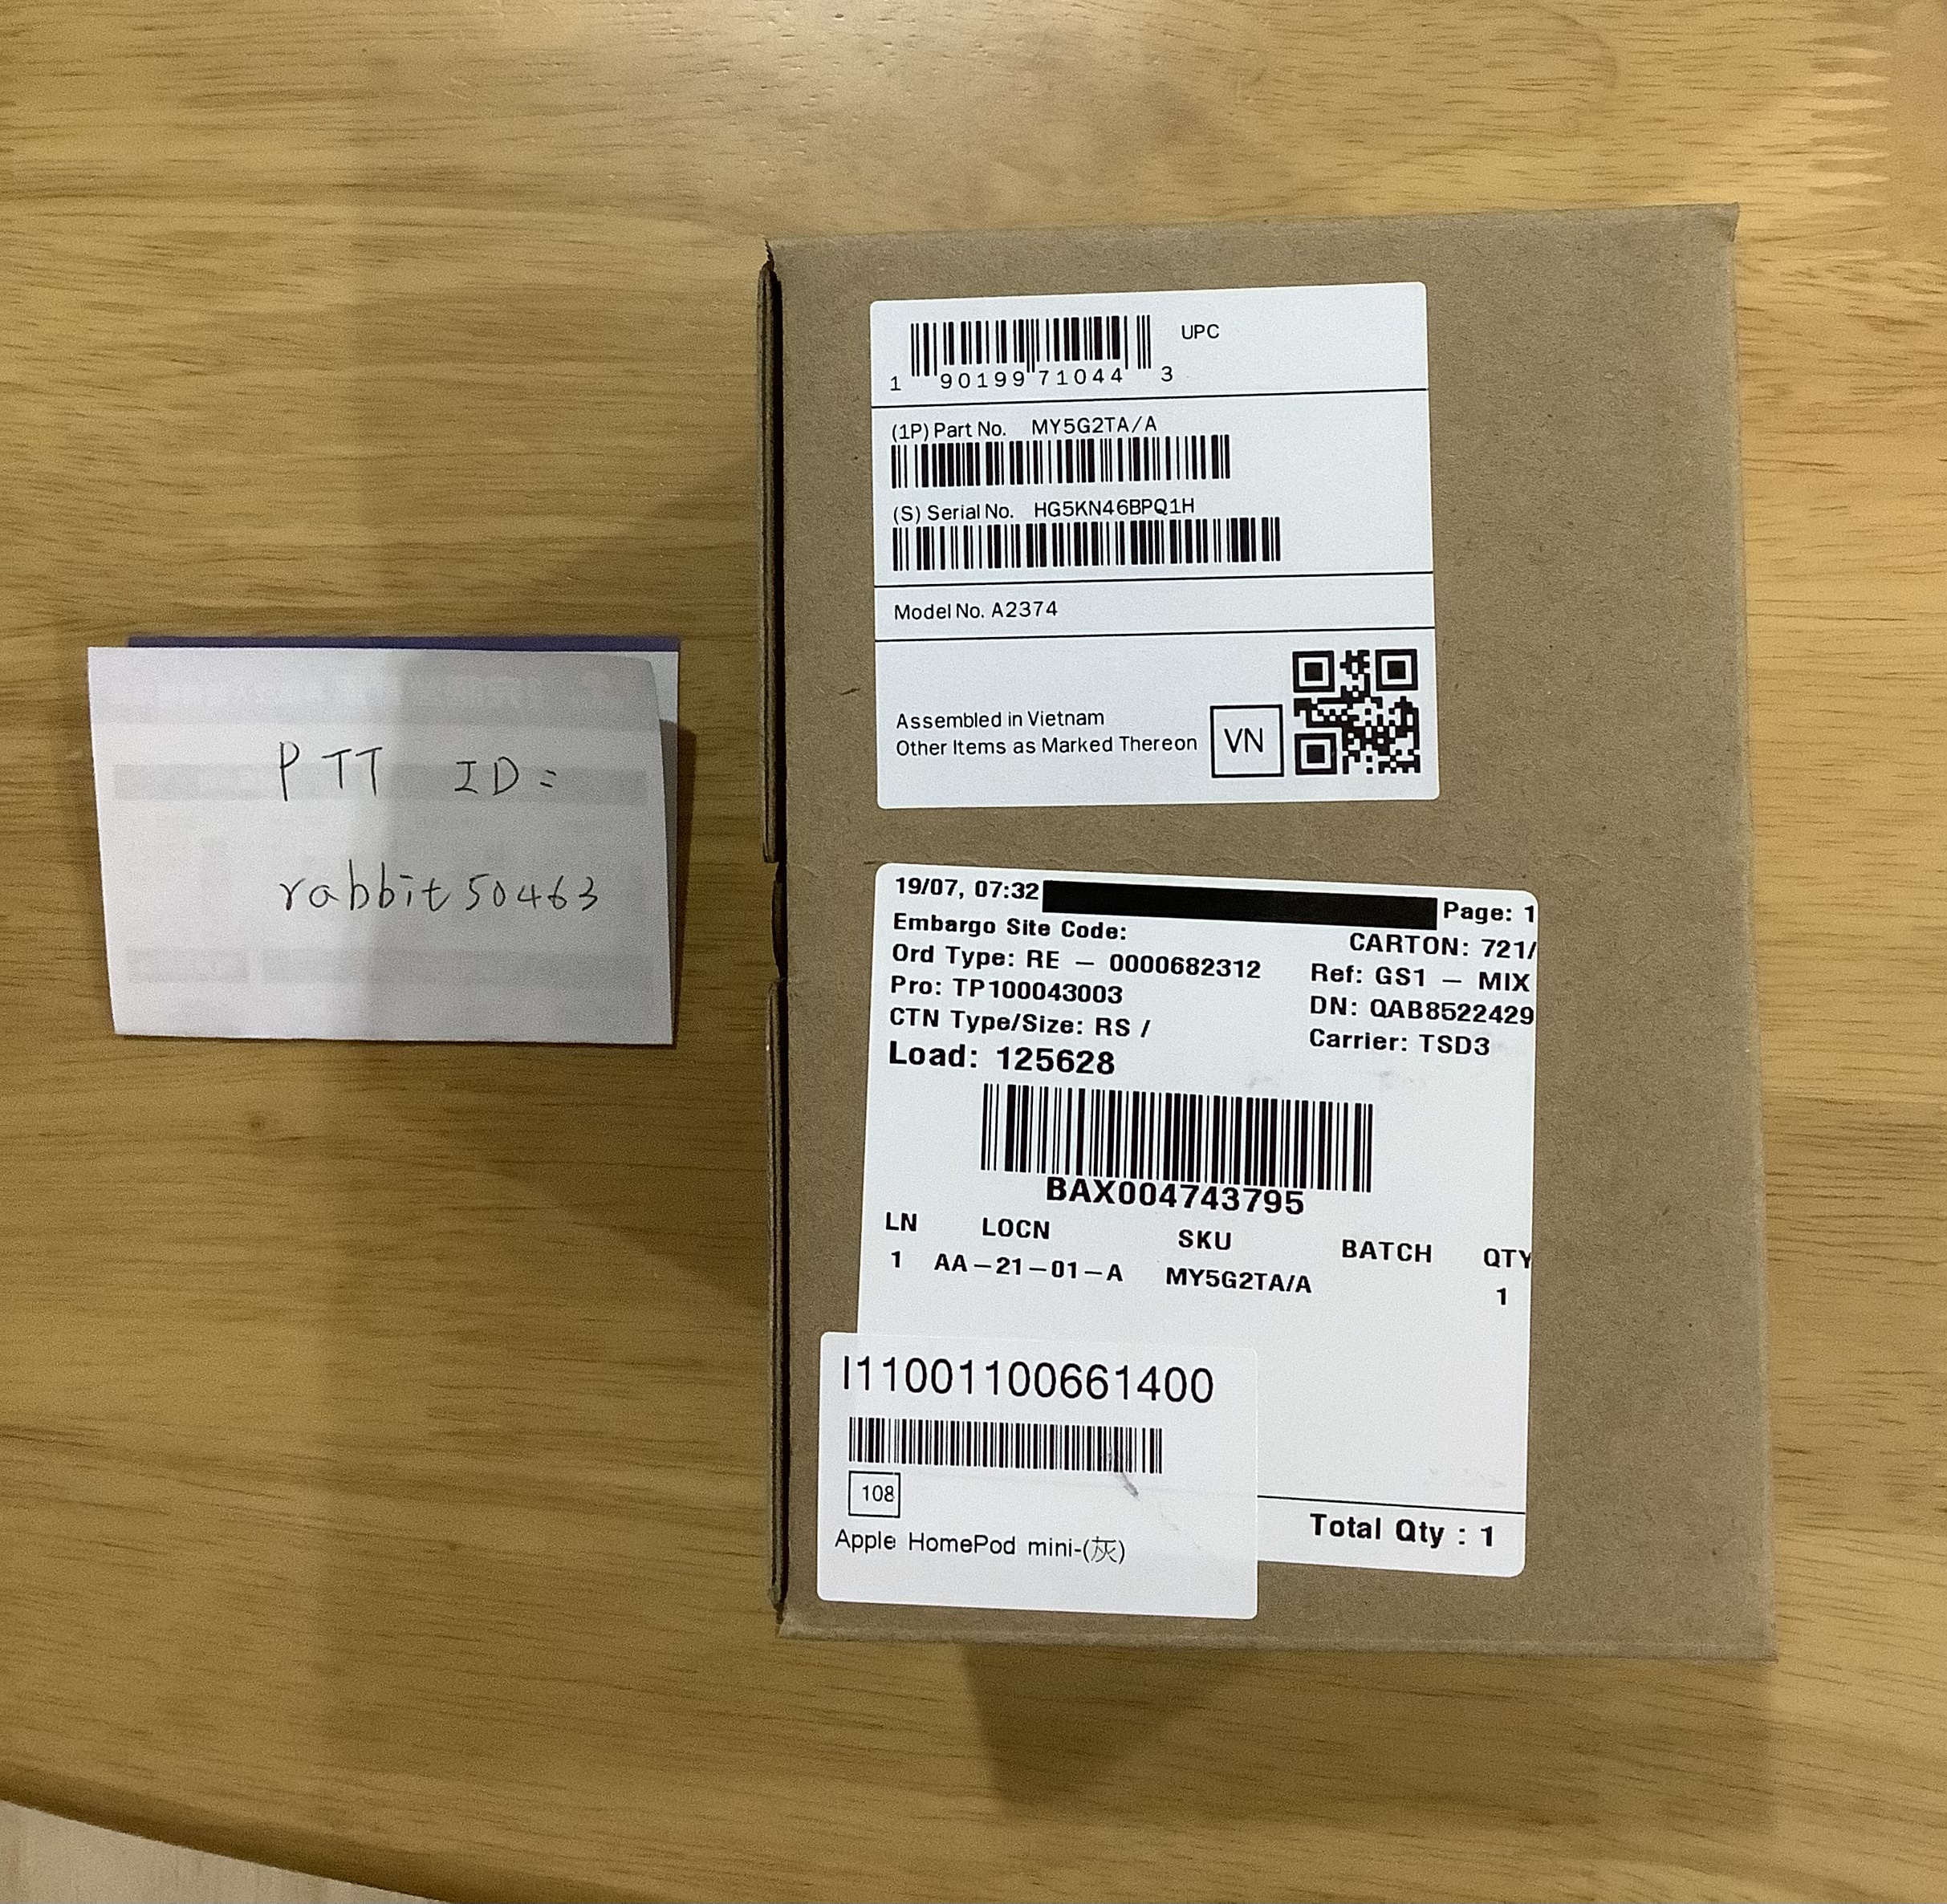 PTT ID=
rabbit50463
UPC
1 90199 71044 3
(1P) Part No. MY5G2TA/A
(S) Serial No. HG5KN46BPQ1H
Model No. A2374
Assembled in Vietnam
Other Items as Marked Thereon
VN
19/07, 07:32 Page: 1
Embargo Site Code: CARTON: 721/
Ord Type: RE – 0000682312 Ref: GS1 – MIX
Pro: TP100043003 DN: QAB8522429
CTN Type/Size: RS / Carrier: TSD3
Load: 125628
BAX004743795
LN LOCN SKU BATCH QTY
1 AA–21–01–A MY5G2TA/A 1
I11001100661400
108
Apple HomePod mini-(灰)
Total Qty : 1